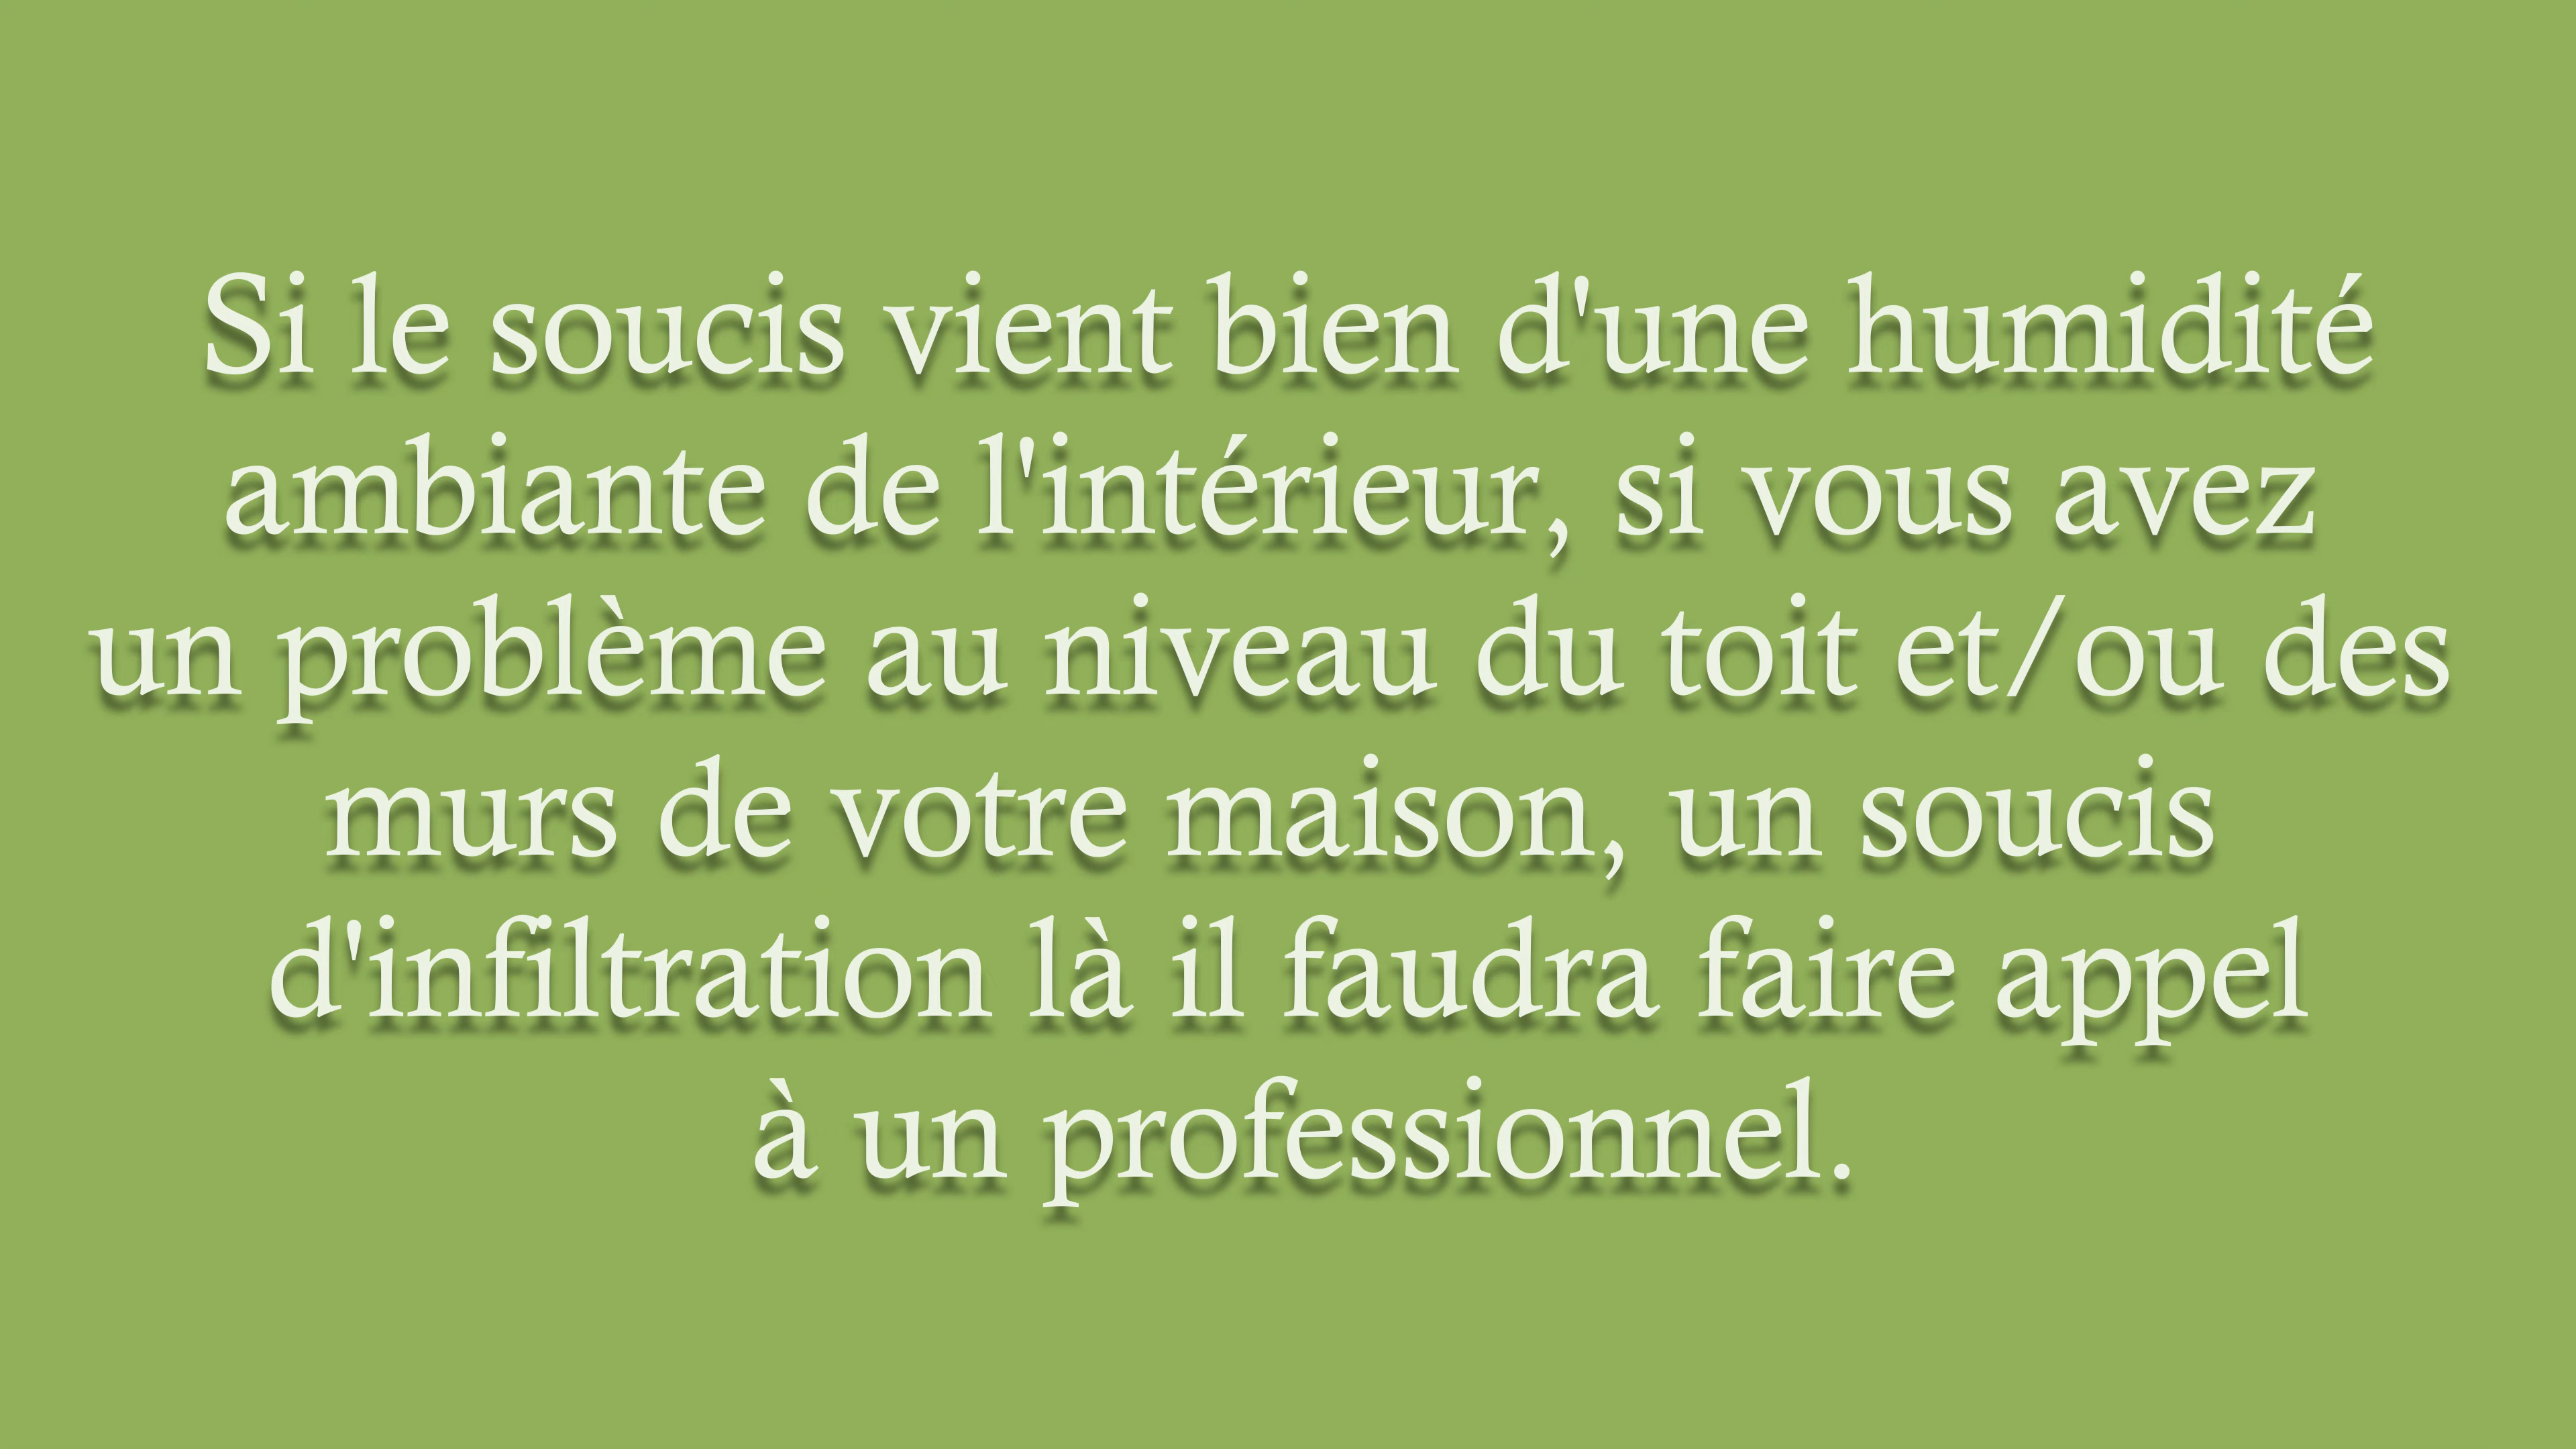 Si le soucis vient bien d'une humidité
ambiante de l'intérieur, si vous avez
un problème au niveau du toit et/ou des
murs de votre maison, un soucis
d'infiltration là il faudra faire appel
à un professionnel.